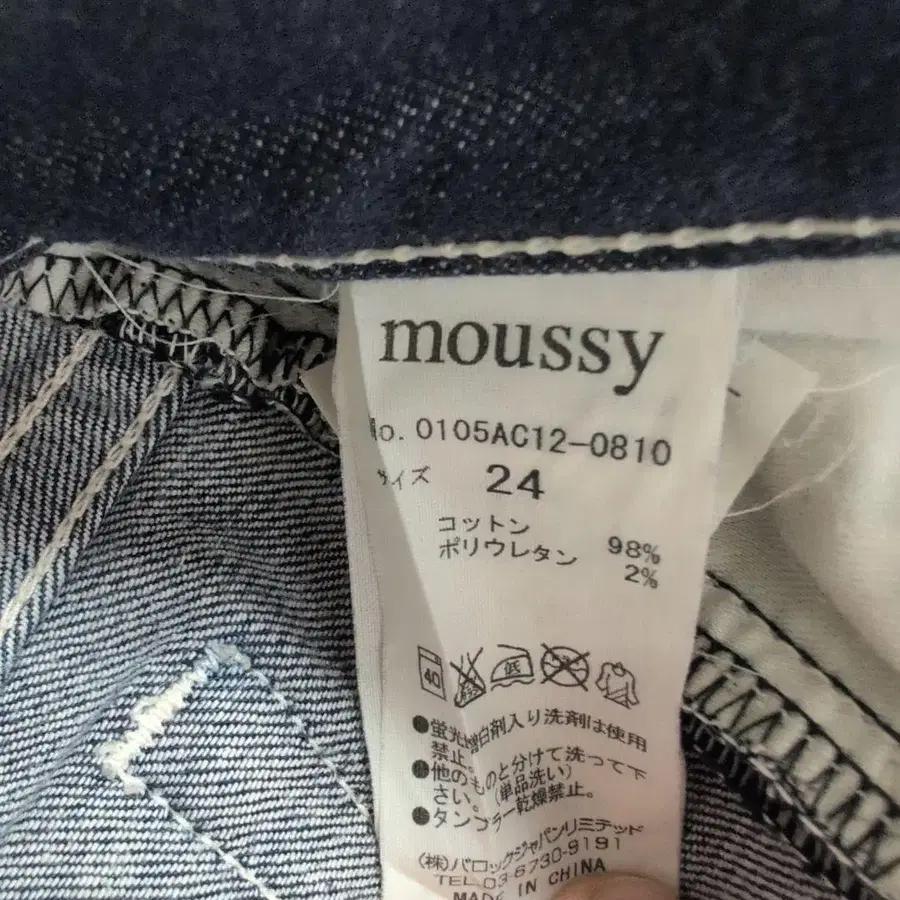 moussy
No. 0105AC12-0810
サイズ 24
コットン 98%
ポリウレタン 2%
40 低
●蛍光増白剤入り洗剤は使用
禁止。
●他のものと分けて洗って下
さい。(単品洗い)
●タンブラー乾燥禁止。
(株)バロックジャパンリミテッド
TEL 03-6730-9191
MADE IN CHINA